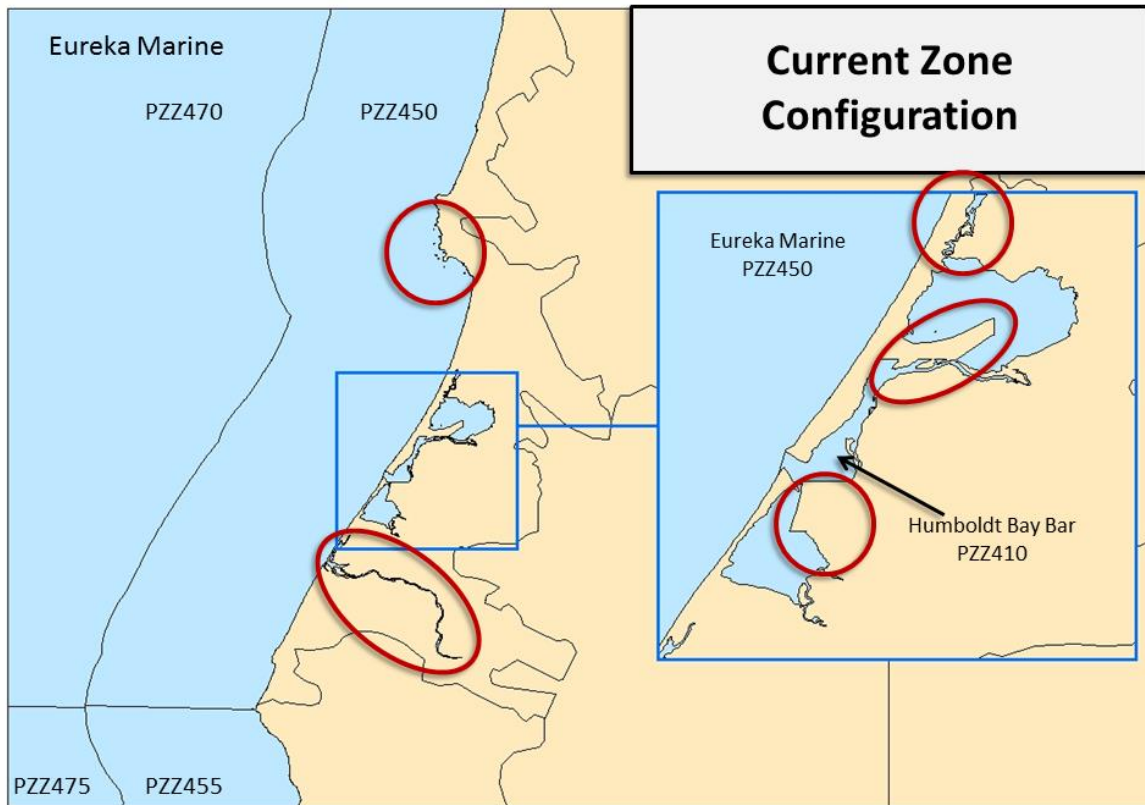 Eureka Marine
PZZ470
PZZ450
Current Zone
Configuration
Eureka Marine
PZZ450
Humboldt Bay Bar
PZZ410
PZZ475
PZZ455